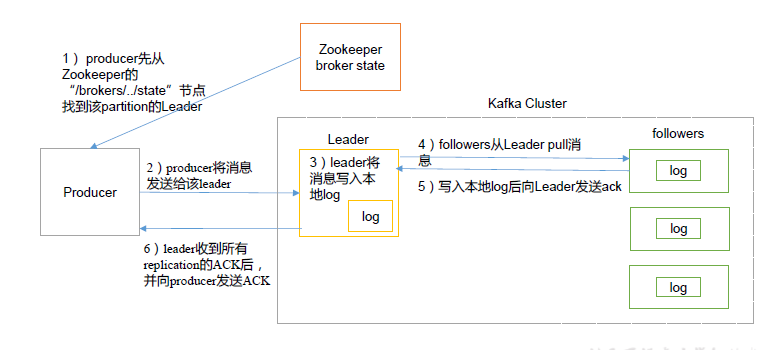 Zookeeper
broker state
1） producer先从
Zookeeper的
“/brokers/../state”节点
找到该partition的Leader
Kafka Cluster
Leader
followers
4）followers从Leader pull消
息
2）producer将消息
发送给该leader
3）leader将
消息写入本
地log
log
log
Producer
5）写入本地log后向Leader发送ack
log
6）leader收到所有
replication的ACK后，
并向producer发送ACK
log